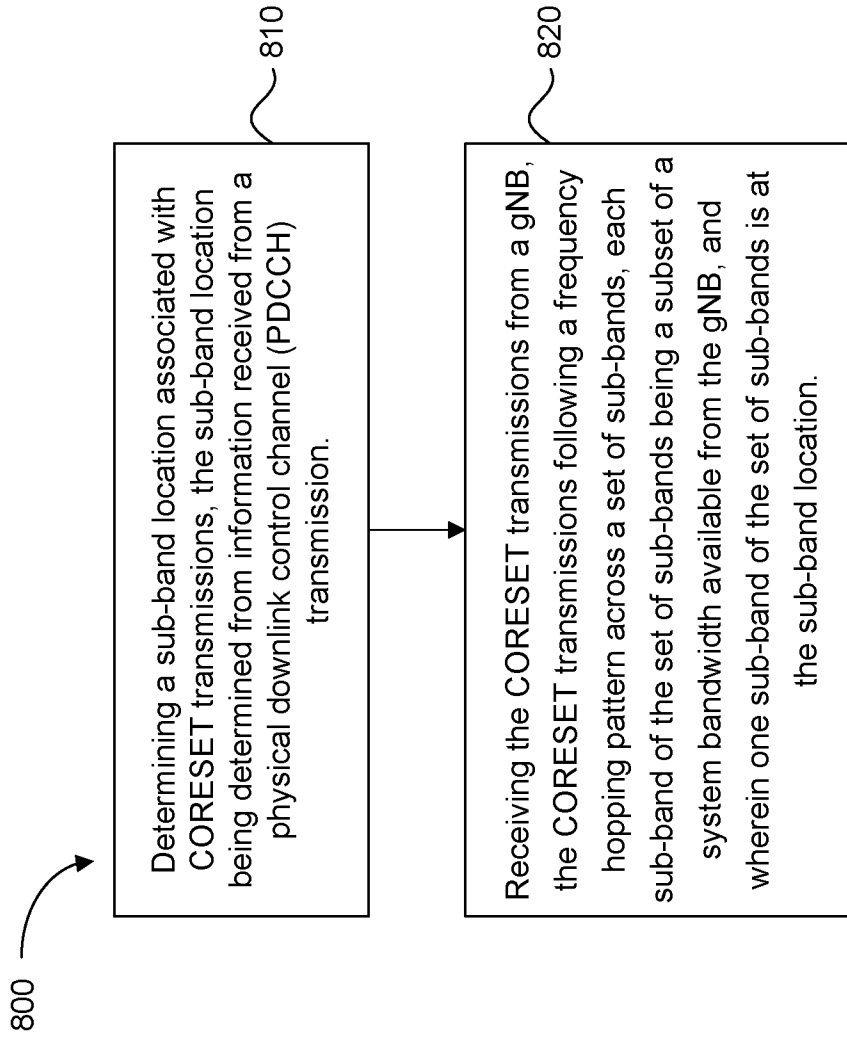 800
Determining a sub-band location associated with
CORESET transmissions, the sub-band location
being determined from information received from a
physical downlink control channel (PDCCH)
transmission.
810
Receiving the CORESET transmissions from a gNB,
the CORESET transmissions following a frequency
hopping pattern across a set of sub-bands, each
sub-band of the set of sub-bands being a subset of a
system bandwidth available from the gNB, and
wherein one sub-band of the set of sub-bands is at
the sub-band location.
820